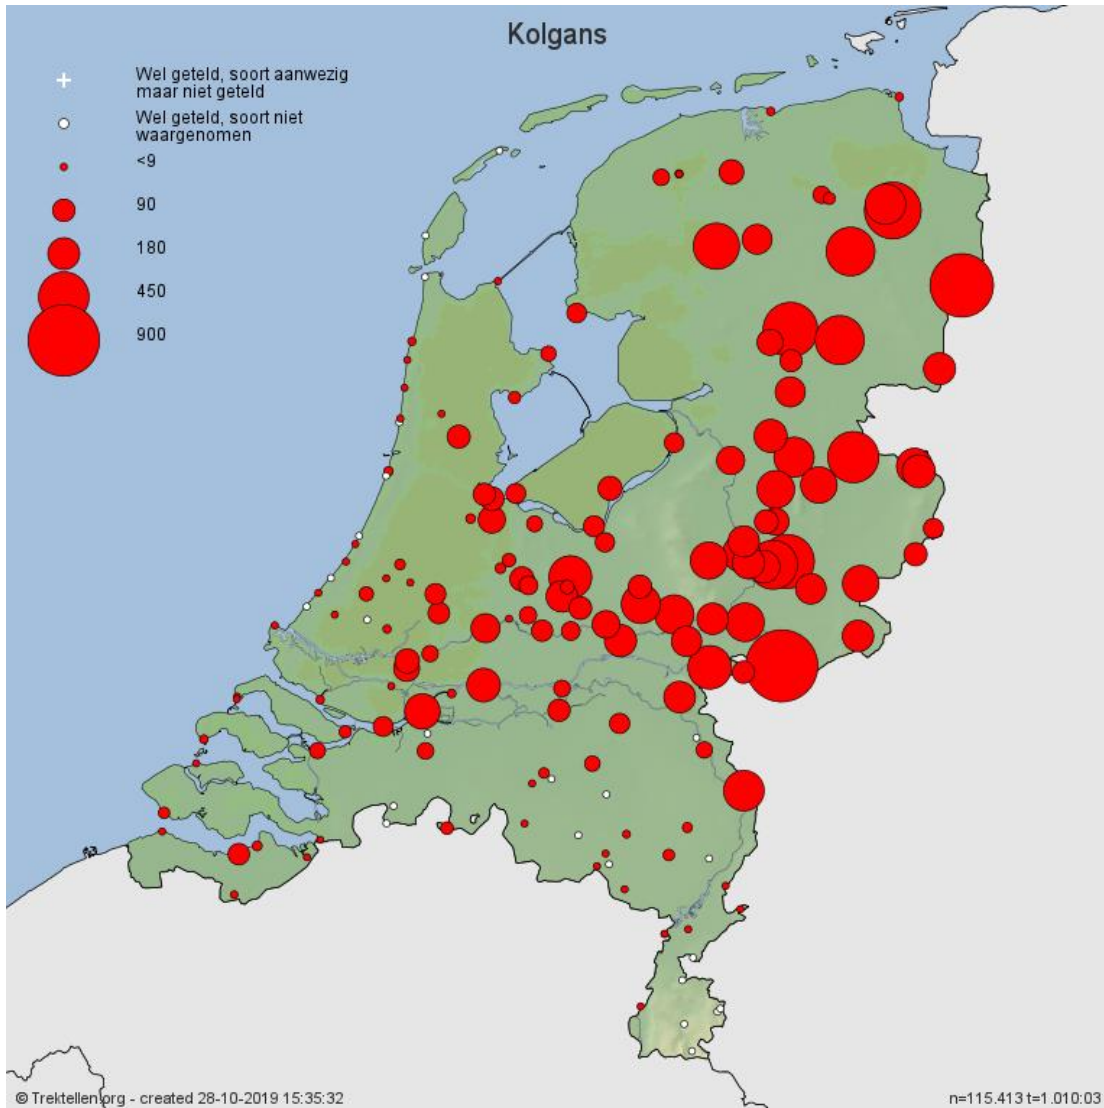 Kolgans
Wel geteld, soort aanwezig
maar niet geteld
Wel geteld, soort niet
waargenomen
<9
90
180
450
900
© Trektellen.org - created 28-10-2019 15:35:32
n=115.413 t=1.010:03